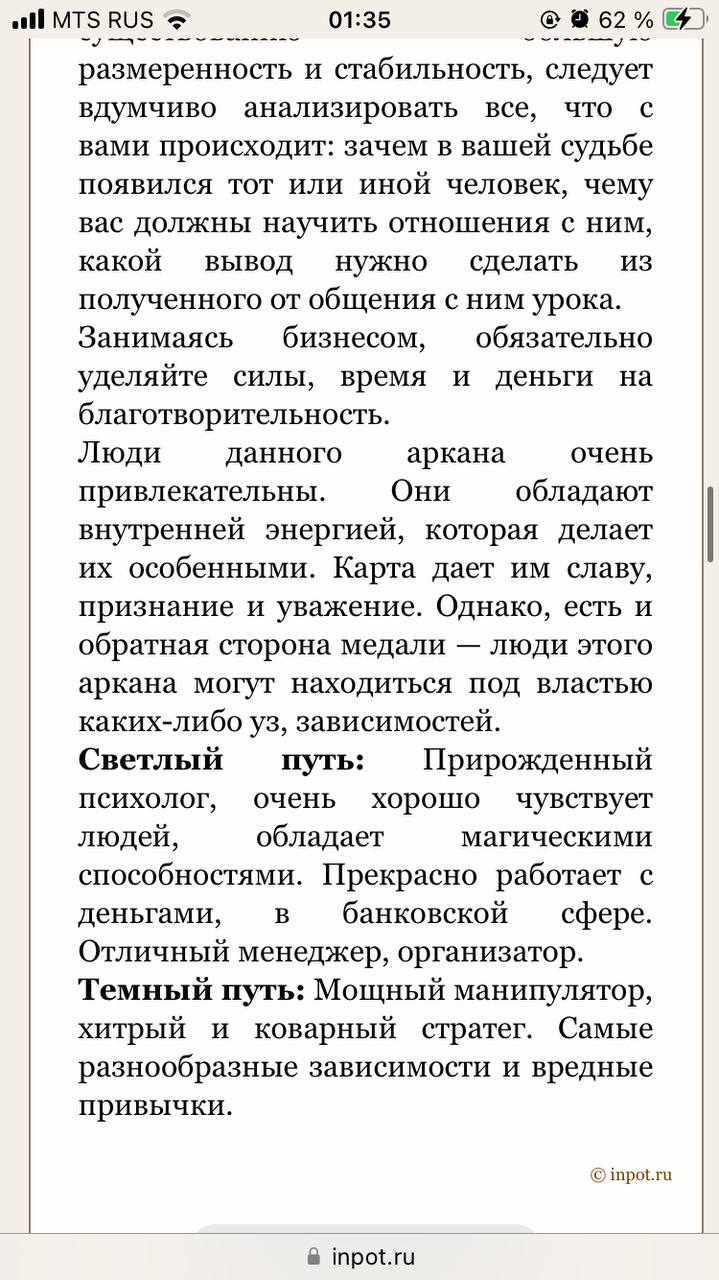 MTS RUS 01:35 62 %
размеренность и стабильность, следует
вдумчиво анализировать все, что с
вами происходит: зачем в вашей судьбе
появился тот или иной человек, чему
вас должны научить отношения с ним,
какой вывод нужно сделать из
полученного от общения с ним урока.
Занимаясь бизнесом, обязательно
уделяйте силы, время и деньги на
благотворительность.
Люди данного аркана очень
привлекательны. Они обладают
внутренней энергией, которая делает
их особенными. Карта дает им славу,
признание и уважение. Однако, есть и
обратная сторона медали — люди этого
аркана могут находиться под властью
каких-либо уз, зависимостей.
Светлый путь: Прирожденный
психолог, очень хорошо чувствует
людей, обладает магическими
способностями. Прекрасно работает с
деньгами, в банковской сфере.
Отличный менеджер, организатор.
Темный путь: Мощный манипулятор,
хитрый и коварный стратег. Самые
разнообразные зависимости и вредные
привычки.
© inpot.ru
inpot.ru